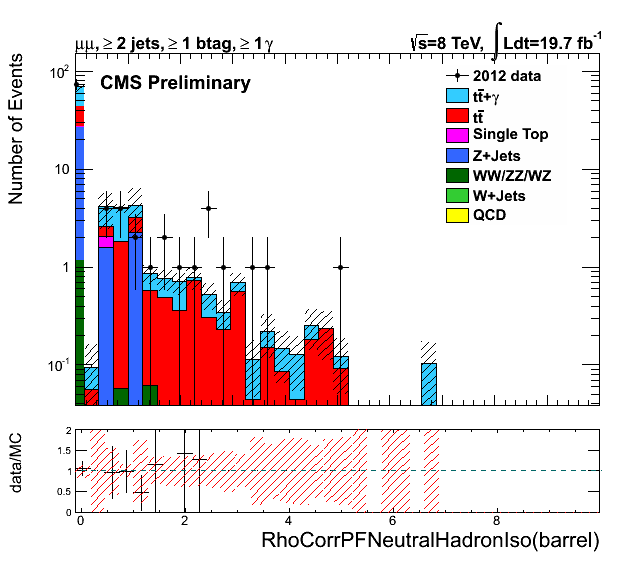 μμ, ≥ 2 jets, ≥ 1 btag, ≥ 1 γ
√s=8 TeV, ∫Ldt=19.7 fb⁻¹
CMS Preliminary
2012 data
tt̄+γ
tt̄
Single Top
Z+Jets
WW/ZZ/WZ
W+Jets
QCD
Number of Events
10²
10
1
10⁻¹
data/MC
2
1.5
1
0.5
0
0 2 4 6 8
RhoCorrPFNeutralHadronIso(barrel)